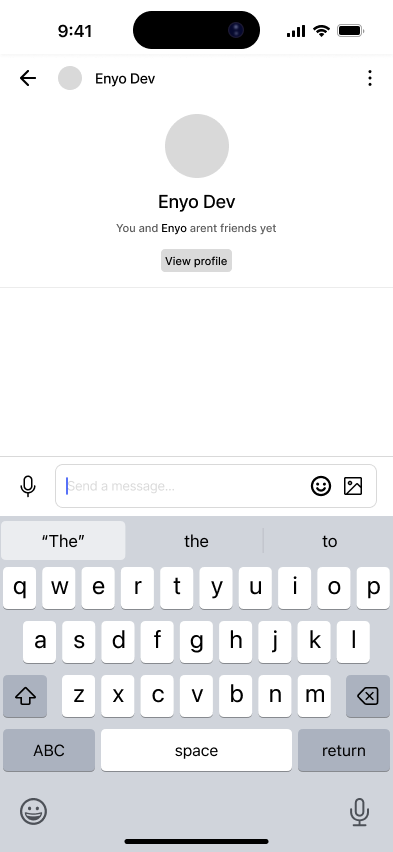 9:41
Enyo Dev
Enyo Dev
You and Enyo arent friends yet
View profile
Send a message...
“The” the to
q w e r t y u i o p
a s d f g h j k l
z x c v b n m
ABC space return